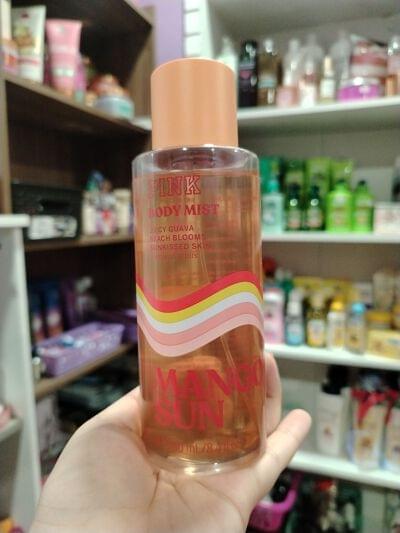 PINK
BODY MIST
JUICY GUAVA
BEACH BLOOMS
SUNKISSED SKIN
MANGO
SUN